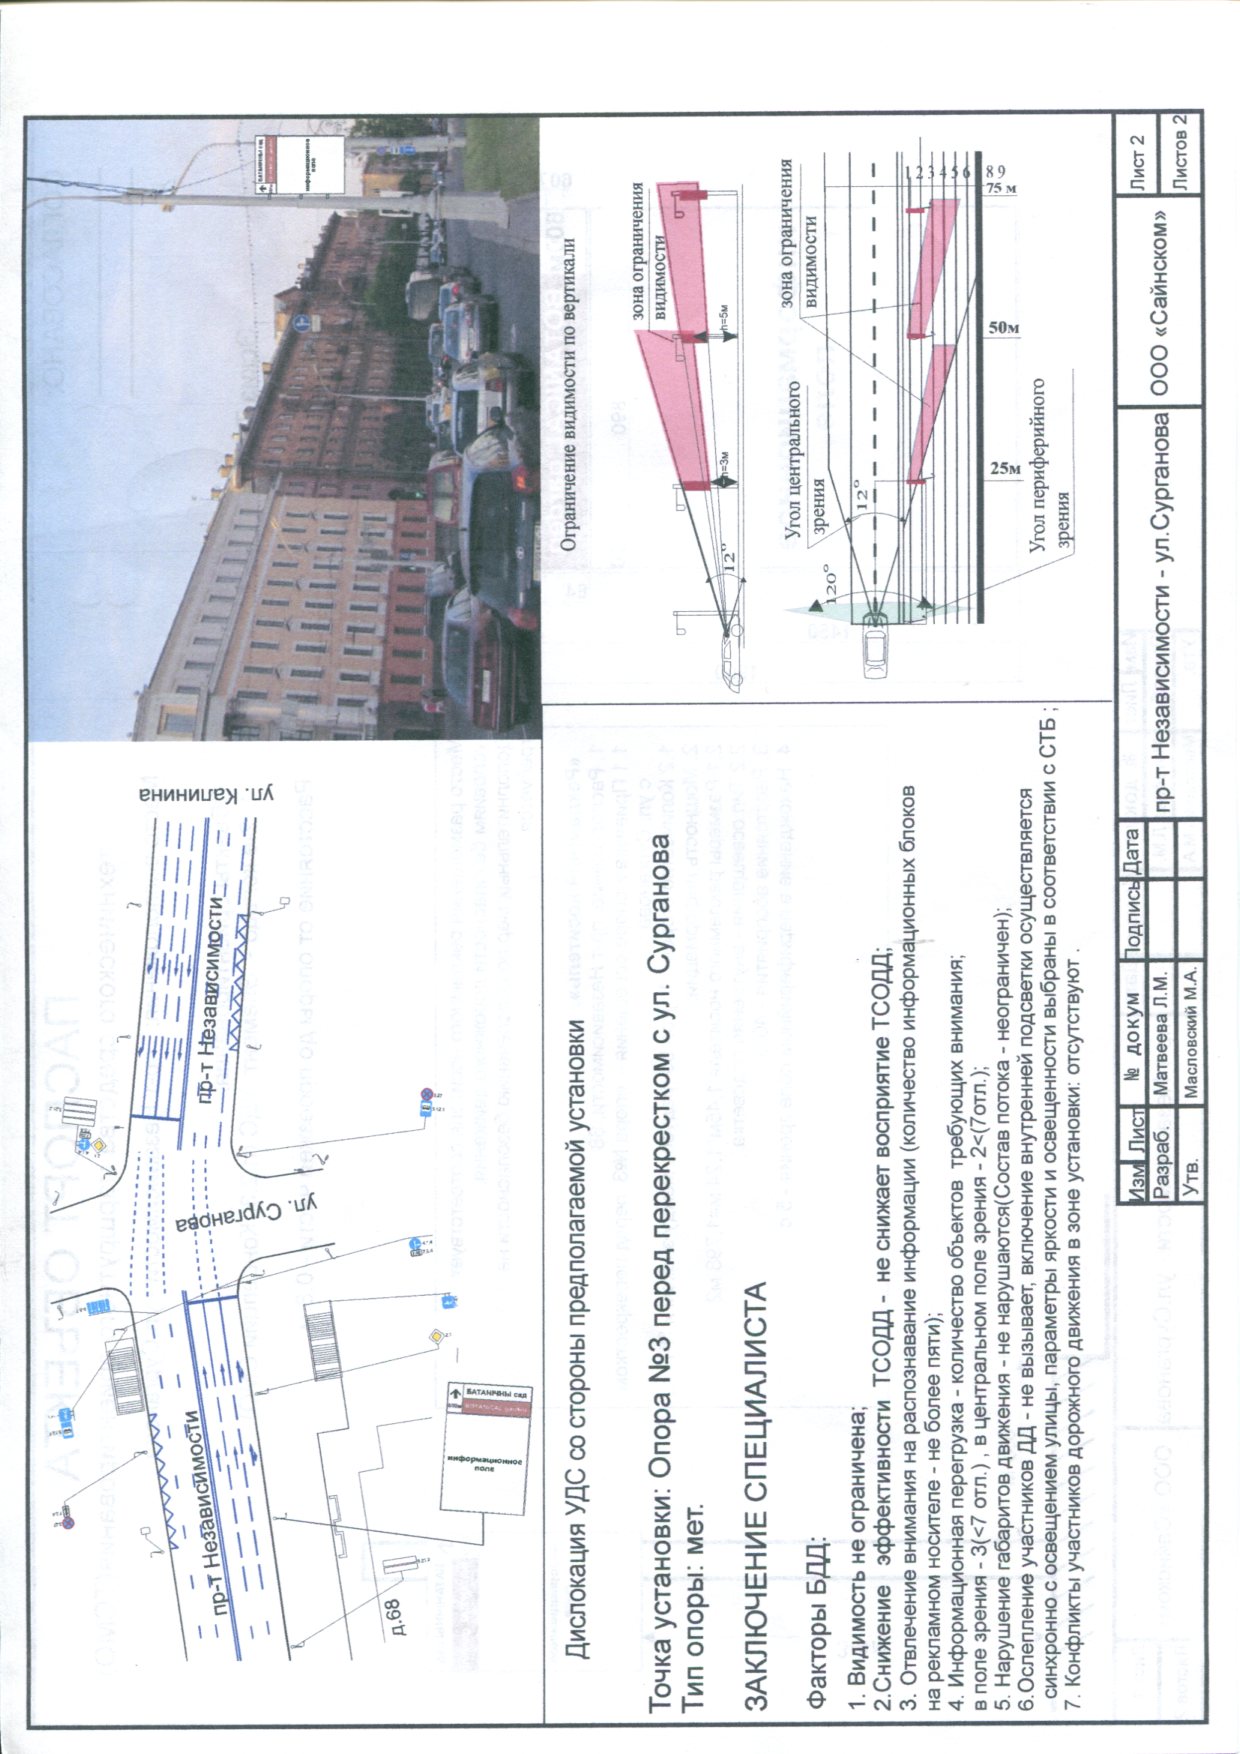 ул. Калинина
пр-т Независимости
ул. Сурганова
пр-т Независимости
пр-т Независимости
д.68
БАТАНІЧНЫ сад
BOTANICAL garden
информационное
поле
информационное
поле
Дислокация УДС со стороны предполагаемой установки
Ограничение видимости по вертикали
зона ограничения
видимости
h=3м
h=5м
12°
Угол центрального
зрения
зона ограничения
видимости
120°
12°
1 2 3 4 5 6 8 9
25м
50м
75 м
Угол периферийного
зрения
Точка установки: Опора №3 перед перекрестком с ул. Сурганова
Тип опоры: мет.
ЗАКЛЮЧЕНИЕ СПЕЦИАЛИСТА
Факторы БДД:
1. Видимость не ограничена;
2.Снижение эффективности ТСОДД - не снижает восприятие ТСОДД;
3. Отвлечение внимания на распознавание информации (количество информационных блоков
на рекламном носителе - не более пяти);
4. Информационная перегрузка - количество объектов требующих внимания:
в поле зрения - 3(<7 отл.) , в центральном поле зрения - 2<(7отл.);
5. Нарушение габаритов движения - не нарушаются(Состав потока - неограничен);
6.Ослепление участников ДД - не вызывает, включение внутренней подсветки осуществляется
синхронно с освещением улицы, параметры яркости и освещенности выбраны в соответствии с СТБ ;
7. Конфликты участников дорожного движения в зоне установки: отсутствуют .
Изм Лист № докум Подпись Дата
Разраб. Матвеева Л.М.
Утв. Масловский М.А.
пр-т Независимости - ул.Сурганова
ООО «Сайнском»
Лист 2
Листов 2